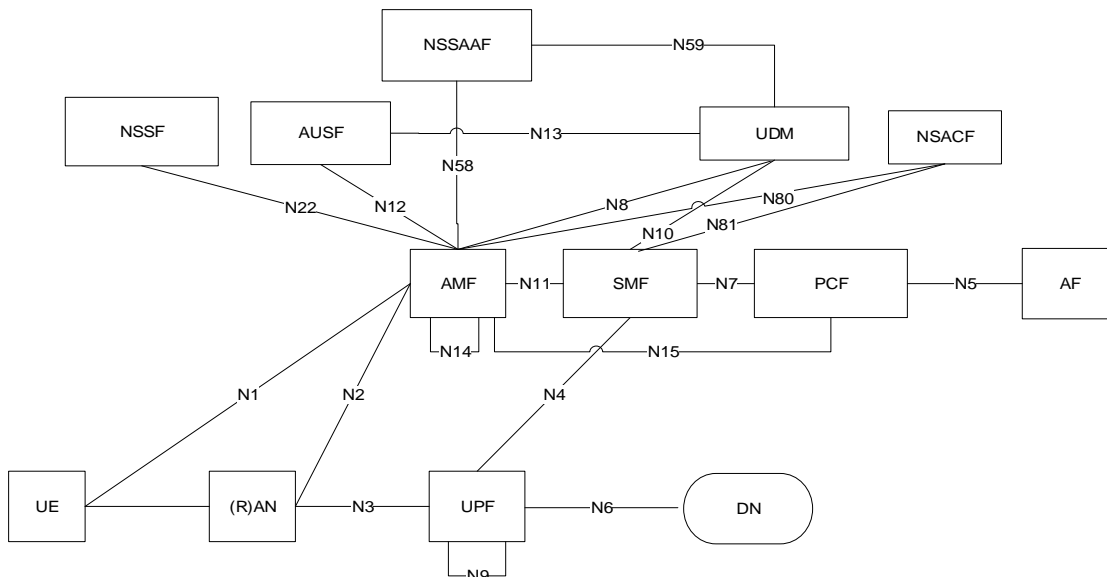 NSSAAF
N59
NSSF
AUSF
N13
UDM
NSACF
N58
N22
N12
N8
N80
N10
N81
AMF
N11
SMF
N7
PCF
N5
AF
N14
N15
N1
N2
N4
UE
(R)AN
N3
UPF
N6
DN
N9